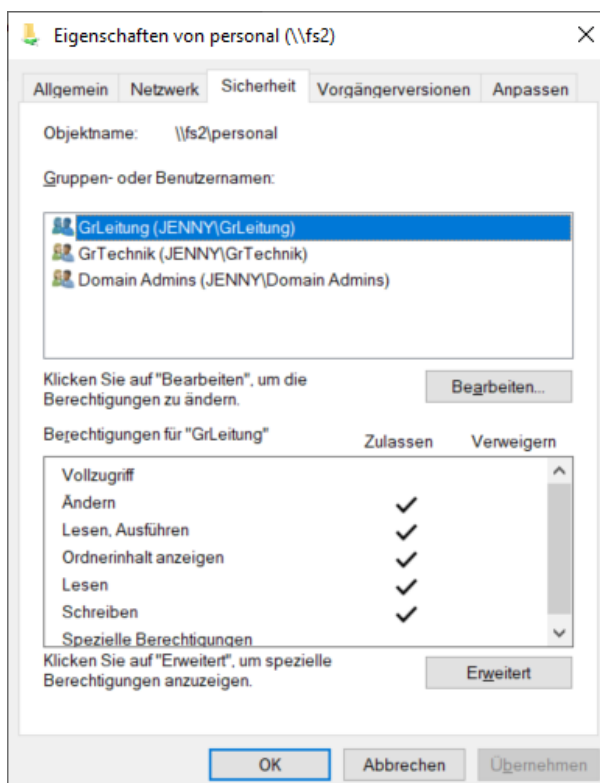 Eigenschaften von personal (\\fs2)
Allgemein Netzwerk Sicherheit Vorgängerversionen Anpassen
Objektname: \\fs2\personal
Gruppen- oder Benutzernamen:
GrLeitung (JENNY\GrLeitung)
GrTechnik (JENNY\GrTechnik)
Domain Admins (JENNY\Domain Admins)
Klicken Sie auf "Bearbeiten", um die
Berechtigungen zu ändern.
Bearbeiten...
Berechtigungen für "GrLeitung" Zulassen Verweigern
Vollzugriff
Ändern
Lesen, Ausführen
Ordnerinhalt anzeigen
Lesen
Schreiben
Spezielle Berechtigungen
Klicken Sie auf "Erweitert", um spezielle
Berechtigungen anzuzeigen.
Erweitert
OK Abbrechen Übernehmen